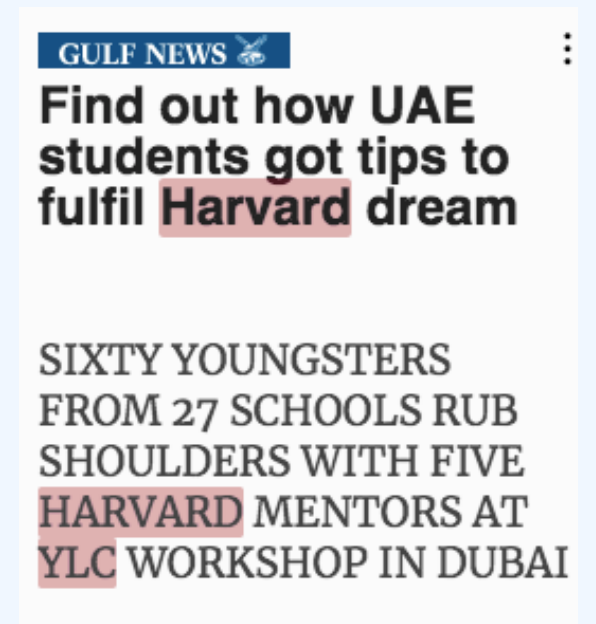 GULF NEWS
Find out how UAE
students got tips to
fulfil Harvard dream
SIXTY YOUNGSTERS
FROM 27 SCHOOLS RUB
SHOULDERS WITH FIVE
HARVARD MENTORS AT
YLC WORKSHOP IN DUBAI